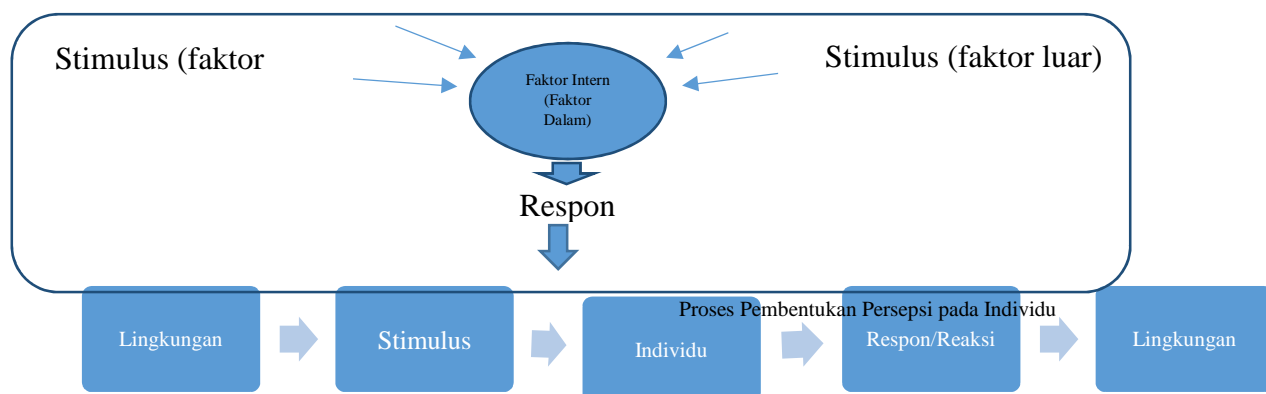 Stimulus (faktor
Stimulus (faktor luar)
Faktor Intern
(Faktor
Dalam)
Respon
Proses Pembentukan Persepsi pada Individu
Lingkungan
Stimulus
Individu
Respon/Reaksi
Lingkungan